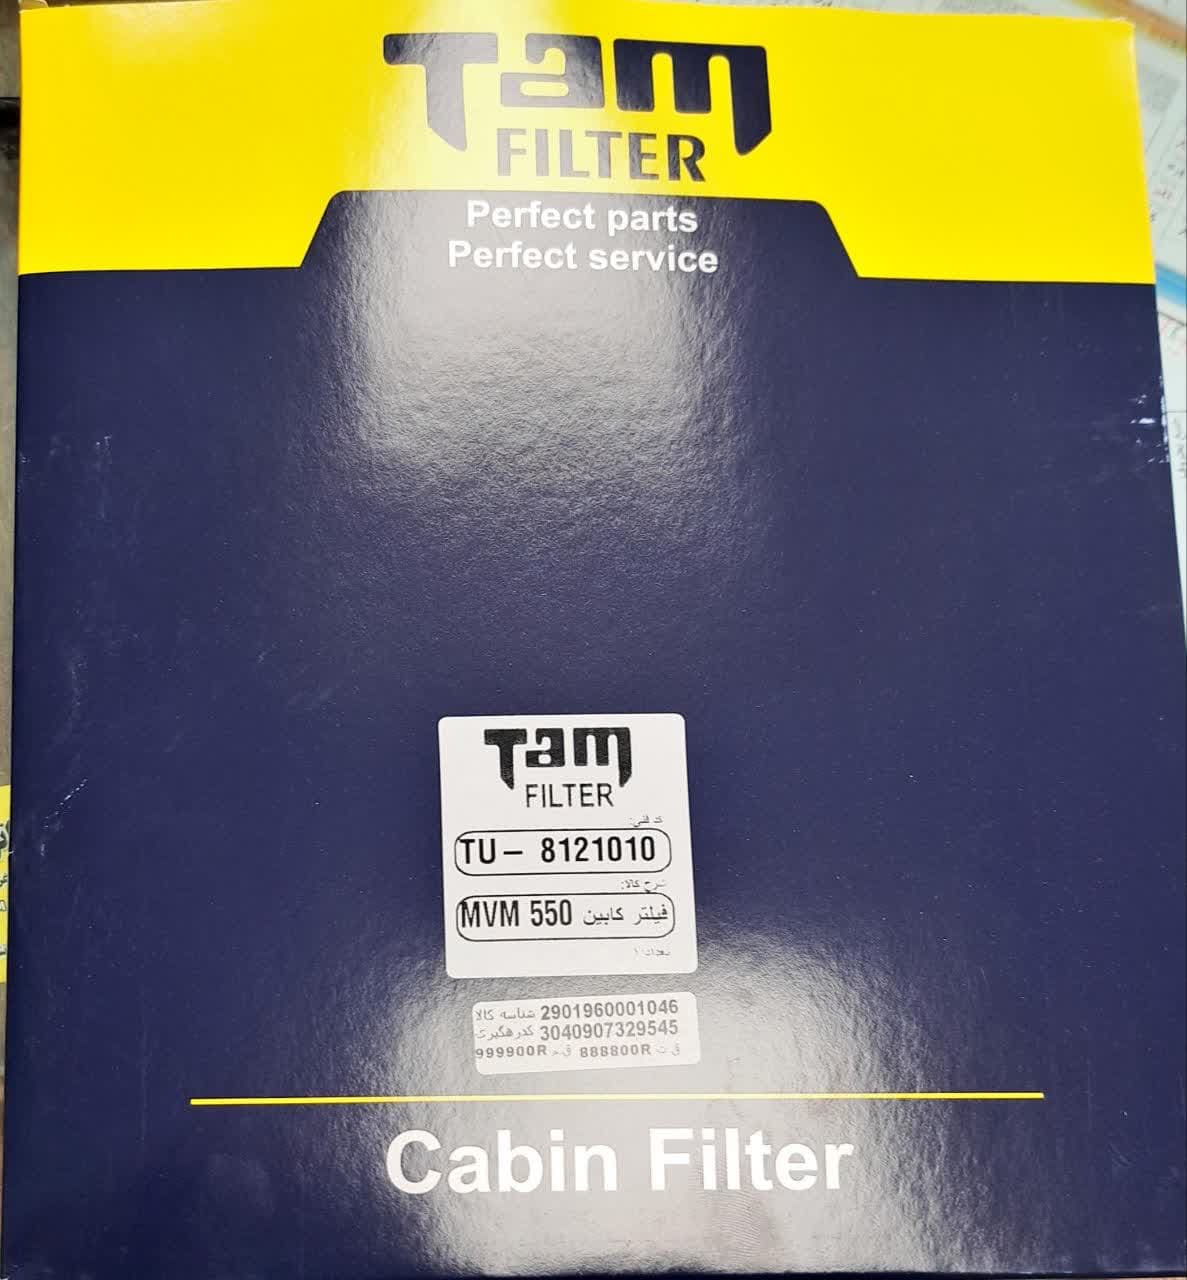 Tam
FILTER
Perfect parts
Perfect service
Tam
FILTER
کد فنی:
TU - 8121010
شرح کالا:
فیلتر کابین MVM 550
تعداد: ۱
شناسه کالا 2901960001046
کدرهگیری 3040907329545
ق ت 888800R ق م 999900R
Cabin Filter